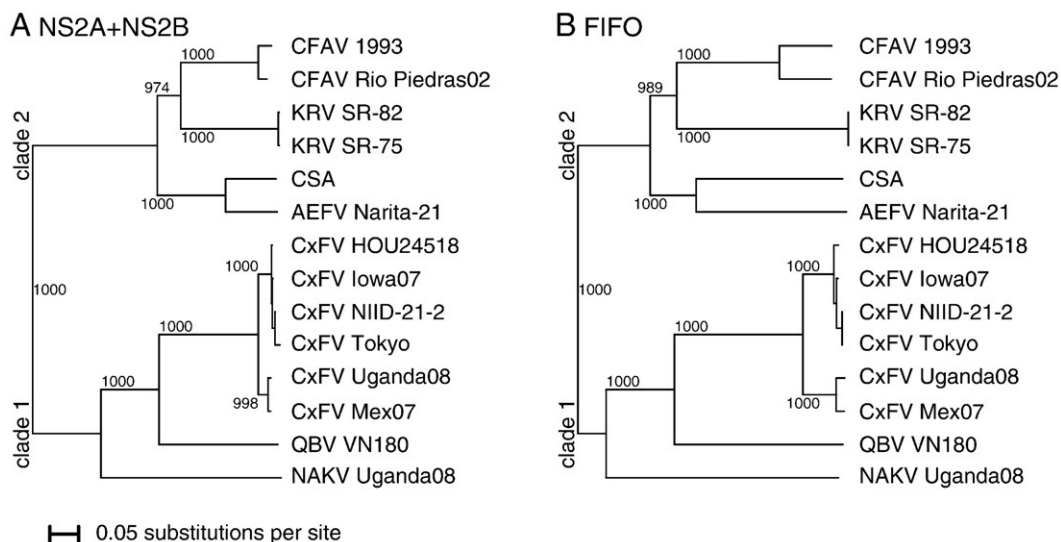 A NS2A+NS2B
1000
CFAV 1993
CFAV Rio Piedras02
974
KRV SR-82
1000
KRV SR-75
clade 2
CSA
1000
AEFV Narita-21
CxFV HOU24518
1000
CxFV Iowa07
1000
CxFV NIID-21-2
1000
CxFV Tokyo
1000
CxFV Uganda08
998
CxFV Mex07
clade 1
QBV VN180
NAKV Uganda08
0.05 substitutions per site
B FIFO
1000
CFAV 1993
CFAV Rio Piedras02
989
KRV SR-82
1000
KRV SR-75
clade 2
CSA
1000
AEFV Narita-21
CxFV HOU24518
1000
CxFV Iowa07
1000
CxFV NIID-21-2
1000
CxFV Tokyo
1000
CxFV Uganda08
1000
CxFV Mex07
clade 1
QBV VN180
NAKV Uganda08